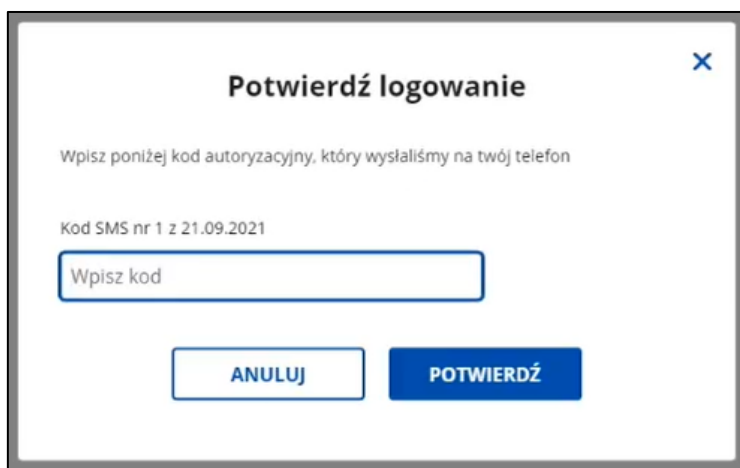 Potwierdź logowanie
Wpisz poniżej kod autoryzacyjny, który wysłaliśmy na twój telefon
Kod SMS nr 1 z 21.09.2021
Wpisz kod
ANULUJ POTWIERDŹ